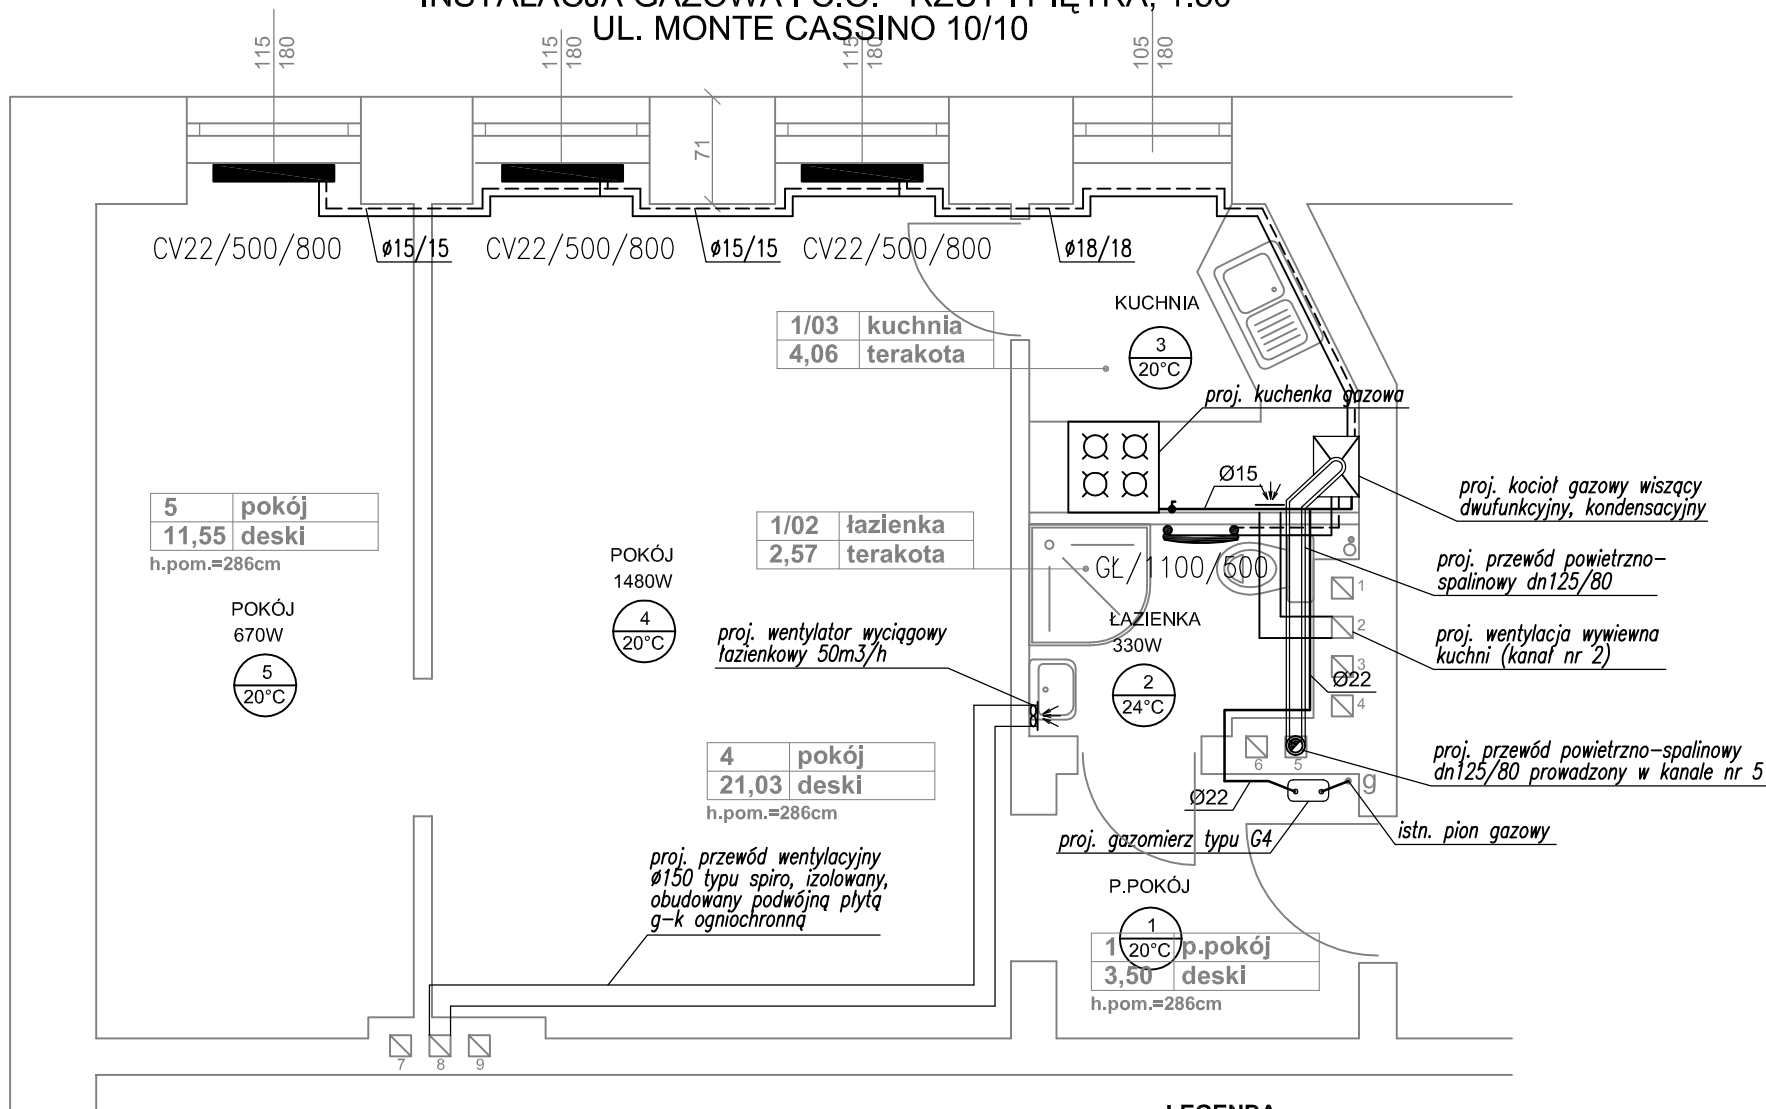 INSTALACJA GAZOWA I C.O. - RZUT I PIĘTRA, 1:50
UL. MONTE CASSINO 10/10
115
180
115
180
115
180
105
180
71
CV22/500/800
ø15/15
CV22/500/800
ø15/15
CV22/500/800
ø18/18
KUCHNIA
3
20°C
1/03 kuchnia
4,06 terakota
proj. kuchenka gazowa
Ø15
proj. kocioł gazowy wiszący
dwufunkcyjny, kondensacyjny
5 pokój
11,55 deski
h.pom.=286cm
POKÓJ
670W
5
20°C
POKÓJ
1480W
4
20°C
1/02 łazienka
2,57 terakota
GŁ/1100/500
proj. przewód powietrzno-
spalinowy dn125/80
1
2
3
4
ŁAZIENKA
330W
2
24°C
proj. wentylator wyciągowy
łazienkowy 50m3/h
proj. wentylacja wywiewna
kuchni (kanał nr 2)
Ø22
4 pokój
21,03 deski
h.pom.=286cm
6
5
proj. przewód powietrzno-spalinowy
dn125/80 prowadzony w kanale nr 5
g
Ø22
proj. gazomierz typu G4
istn. pion gazowy
proj. przewód wentylacyjny
ø150 typu spiro, izolowany,
obudowany podwójną płytą
g-k ogniochronną
P.POKÓJ
1
20°C
1 p.pokój
3,50 deski
h.pom.=286cm
7
8
9
LEGENDA